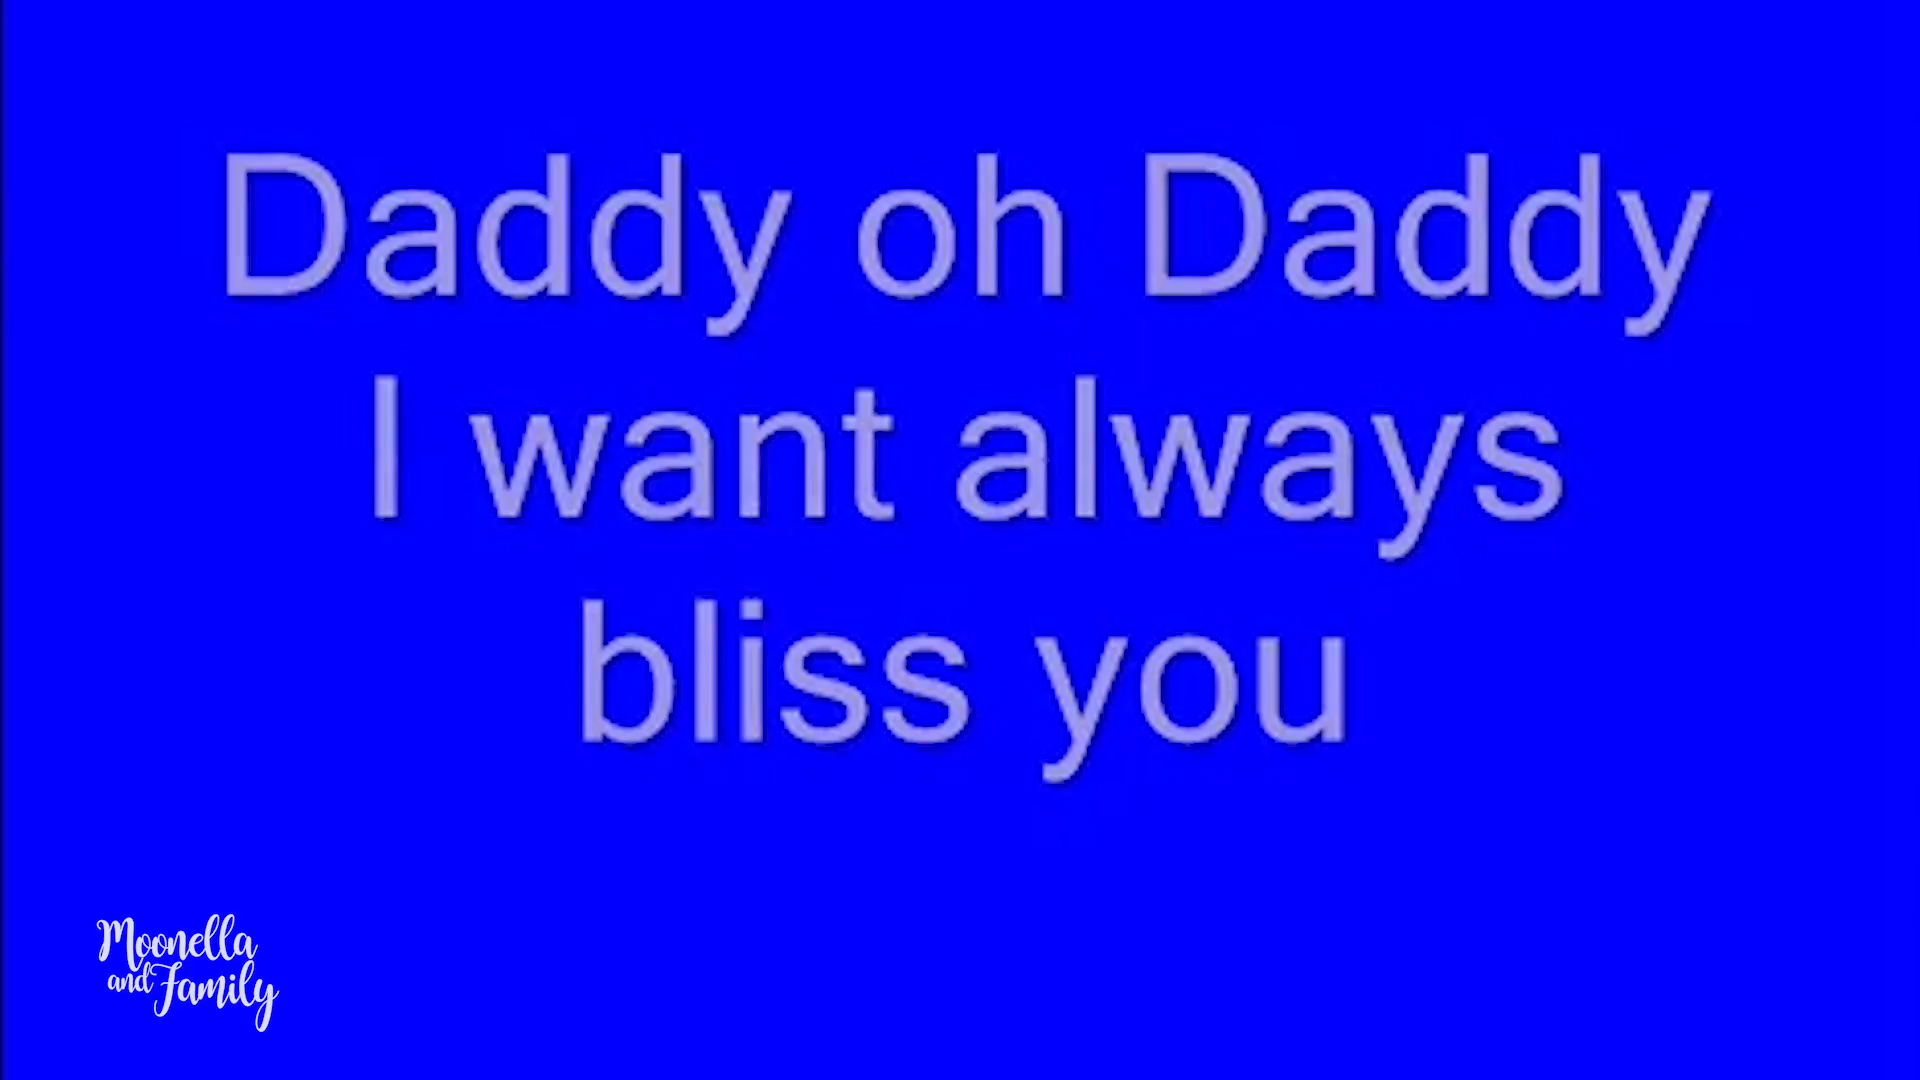 Daddy oh Daddy
I want always
bliss you
Moonella
and Family